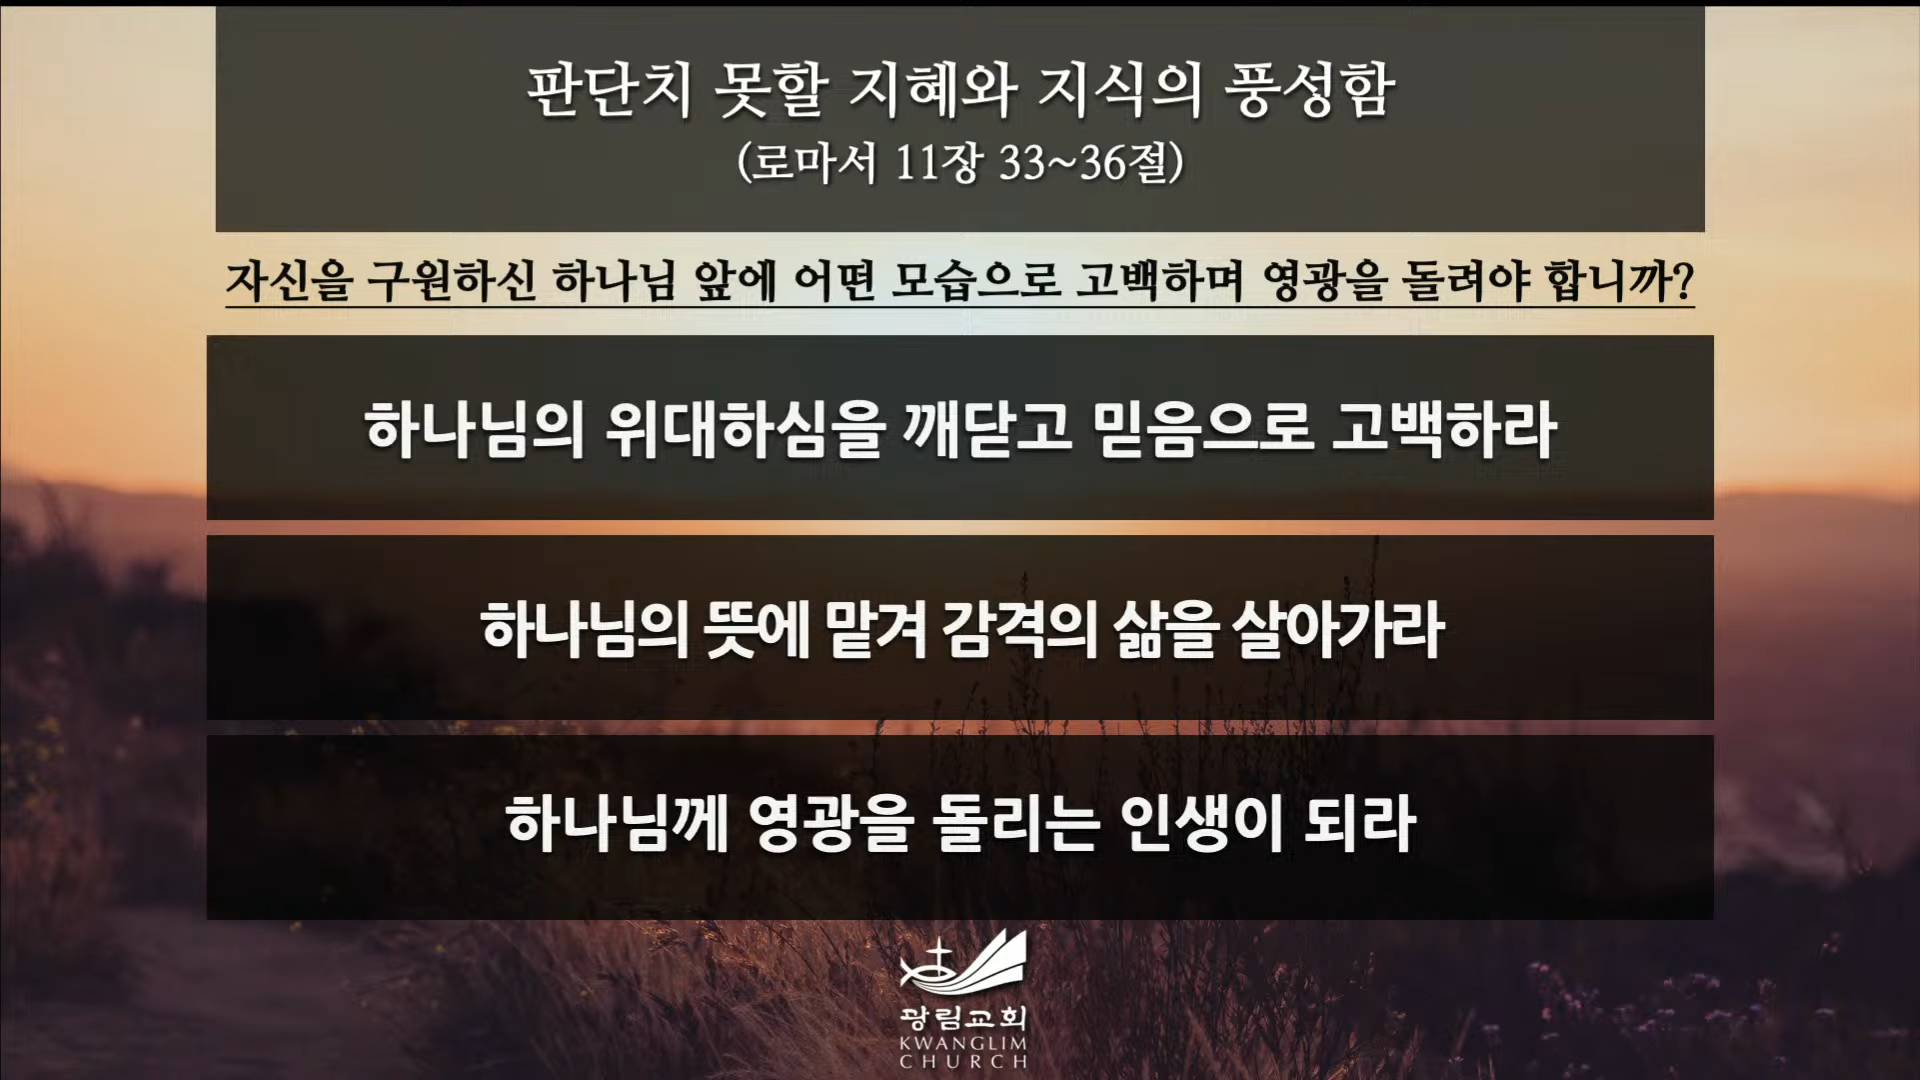 판단치 못할 지혜와 지식의 풍성함
(로마서 11장 33~36절)
자신을 구원하신 하나님 앞에 어떤 모습으로 고백하며 영광을 돌려야 합니까?
하나님의 위대하심을 깨닫고 믿음으로 고백하라
하나님의 뜻에 맡겨 감격의 삶을 살아가라
하나님께 영광을 돌리는 인생이 되라
광림교회
KWANGLIM
CHURCH